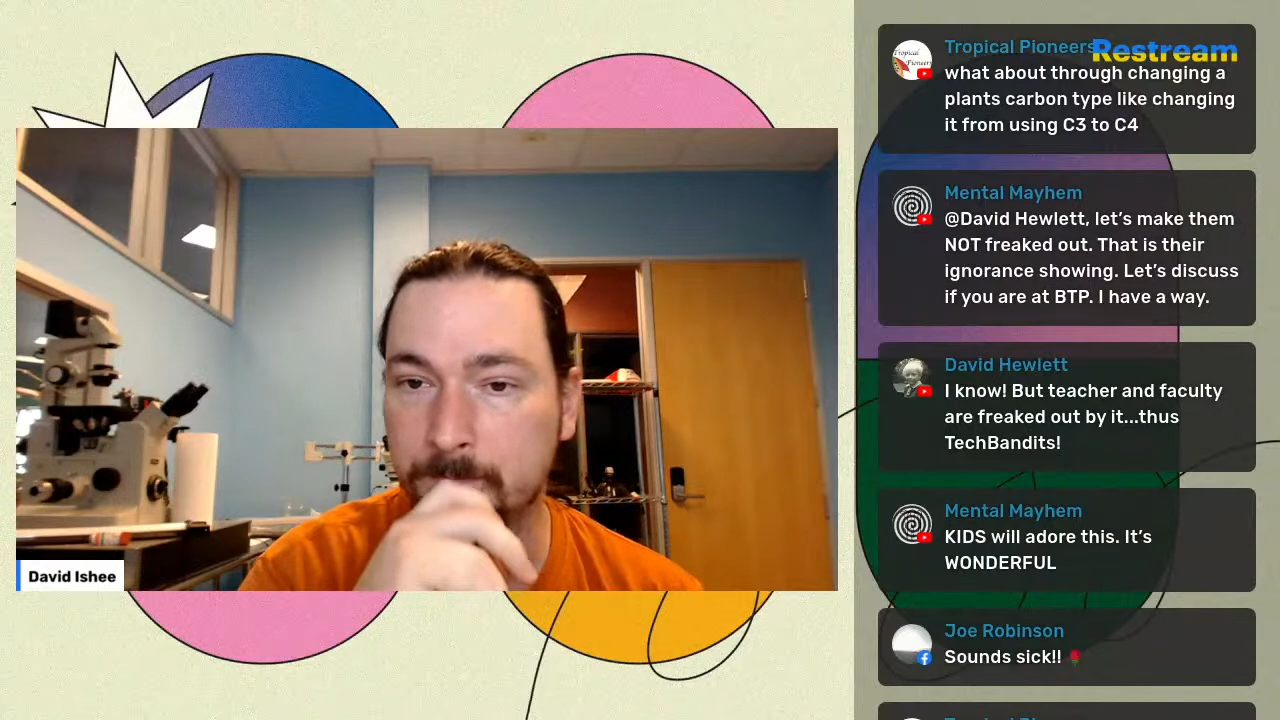 Tropical Pioneers
Restream
what about through changing a
plants carbon type like changing
it from using C3 to C4
Mental Mayhem
@David Hewlett, let’s make them
NOT freaked out. That is their
ignorance showing. Let’s discuss
if you are at BTP. I have a way.
David Hewlett
I know! But teacher and faculty
are freaked out by it...thus
TechBandits!
Mental Mayhem
KIDS will adore this. It’s
WONDERFUL
Joe Robinson
Sounds sick!!
David Ishee